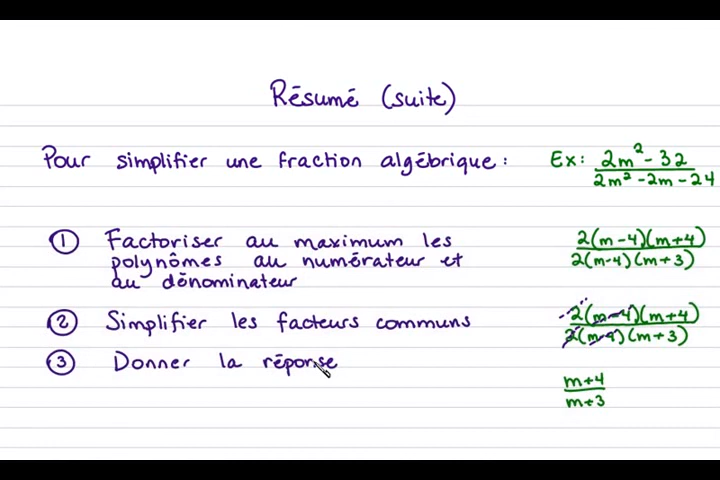 Résumé (suite)
Pour simplifier une fraction algébrique : Ex: 2m² - 32
2m² - 2m - 24
① Factoriser au maximum les
polynômes au numérateur et
au dénominateur
2(m-4)(m+4)
2(m-4)(m+3)
② Simplifier les facteurs communs
2(m-4)(m+4)
2(m-4)(m+3)
③ Donner la réponse
m+4
m+3